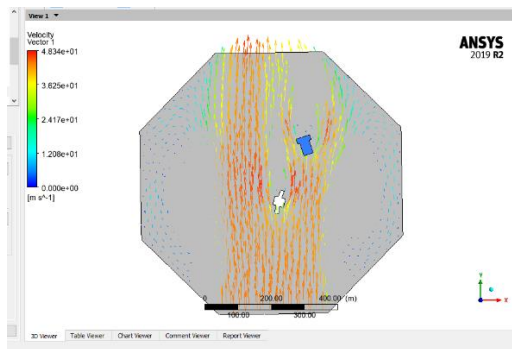 View 1
Velocity
Vector 1
4.834e+01
3.625e+01
2.417e+01
1.208e+01
0.000e+00
[m s^-1]
ANSYS
2019 R2
0 200.00 400.00 (m)
100.00 300.00
Y
X
3D Viewer Table Viewer Chart Viewer Comment Viewer Report Viewer